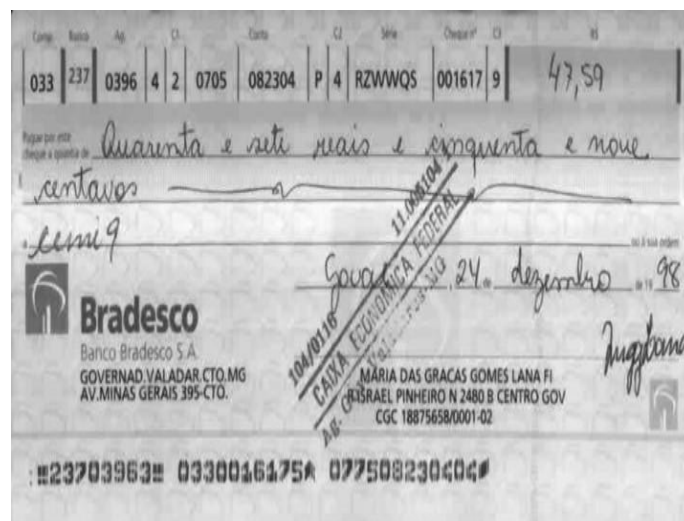 Comp. Banco Ag. C1 Conta C2 Série Cheque nº C3 R$
033 237 0396 4 2 0705 082304 P 4 RZWWQS 001617 9 47,59
Pague por este
cheque a quantia de Quarenta e sete reais e cinquenta e nove
centavos
a cemig ou à sua ordem
24 de dezembro de 19 98
Bradesco
Banco Bradesco S.A.
GOVERNAD.VALADAR.CTO.MG
AV.MINAS GERAIS 395-CTO.
104/0116 11.008104
CAIXA ECONÔMICA FEDERAL
Ag.
MARIA DAS GRACAS GOMES LANA FI
R ISRAEL PINHEIRO N 2480 B CENTRO GOV
CGC 18875658/0001-02
23703963 0330016175 077508230404